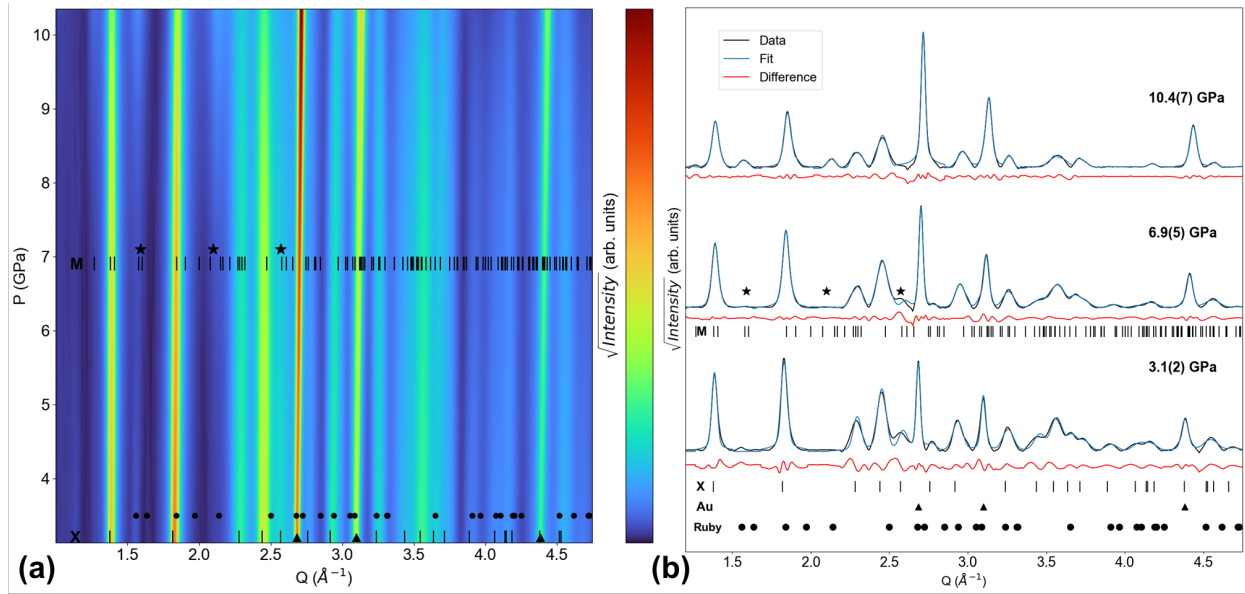 10
9
8
7
6
5
4
P (GPa)
M
X
1.5 2.0 2.5 3.0 3.5 4.0 4.5
Q (Å⁻¹)
(a)
√Intensity (arb. units)
√Intensity (arb. units)
Data
Fit
Difference
10.4(7) GPa
6.9(5) GPa
M
3.1(2) GPa
X
Au
Ruby
1.5 2.0 2.5 3.0 3.5 4.0 4.5
Q (Å⁻¹)
(b)